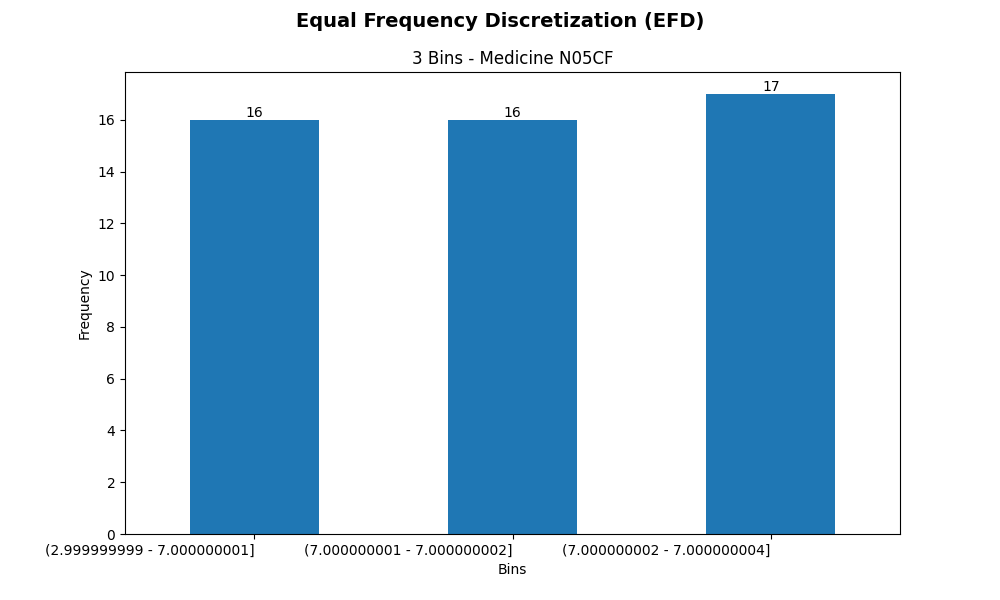 Equal Frequency Discretization (EFD)
3 Bins - Medicine N05CF
16
16
17
16
14
12
10
8
6
4
2
0
Frequency
(2.999999999 - 7.000000001]
(7.000000001 - 7.000000002]
(7.000000002 - 7.000000004]
Bins